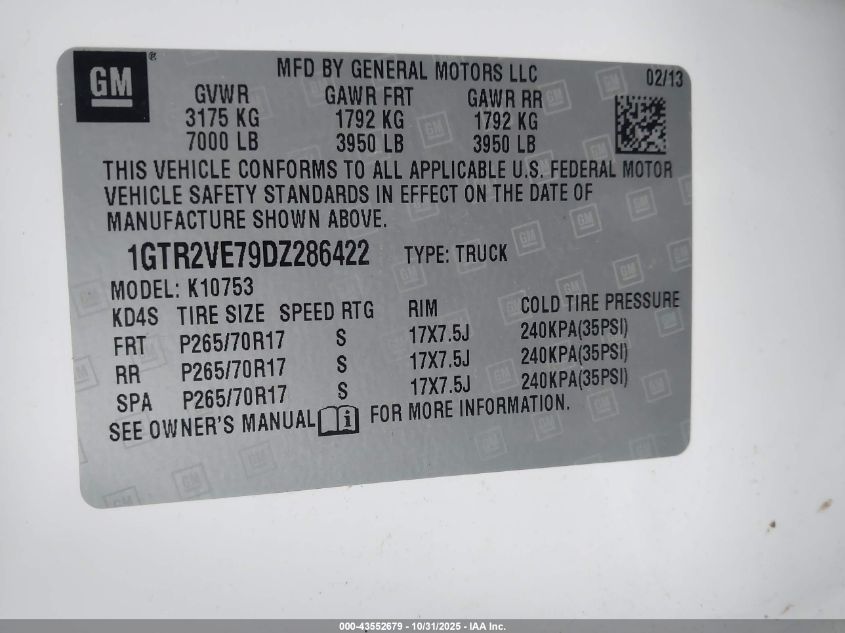 GM ®
MFD BY GENERAL MOTORS LLC 02/13
GVWR GAWR FRT GAWR RR
3175 KG 1792 KG 1792 KG
7000 LB 3950 LB 3950 LB
THIS VEHICLE CONFORMS TO ALL APPLICABLE U.S. FEDERAL MOTOR
VEHICLE SAFETY STANDARDS IN EFFECT ON THE DATE OF
MANUFACTURE SHOWN ABOVE.
1GTR2VE79DZ286422 TYPE: TRUCK
MODEL: K10753
KD4S TIRE SIZE SPEED RTG RIM COLD TIRE PRESSURE
FRT P265/70R17 S 17X7.5J 240KPA(35PSI)
RR P265/70R17 S 17X7.5J 240KPA(35PSI)
SPA P265/70R17 S 17X7.5J 240KPA(35PSI)
SEE OWNER'S MANUAL i FOR MORE INFORMATION.
000-43552679 - 10/31/2025 - IAA Inc.